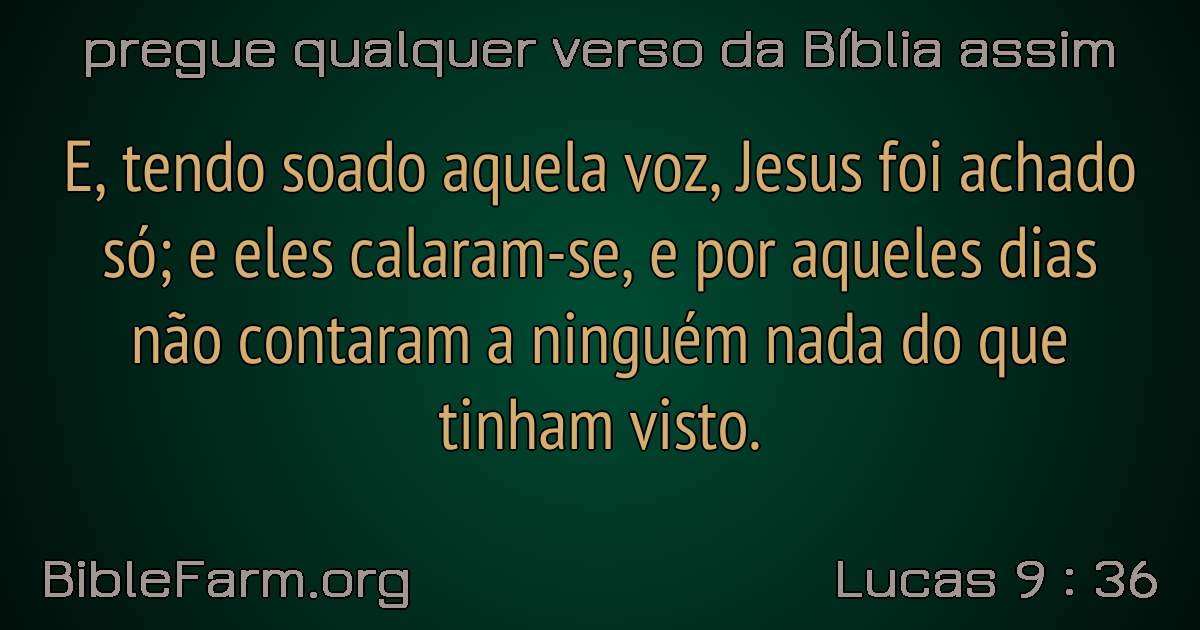 pregue qualquer verso da Bíblia assim
E, tendo soado aquela voz, Jesus foi achado
só; e eles calaram-se, e por aqueles dias
não contaram a ninguém nada do que
tinham visto.
BibleFarm.org
Lucas 9 : 36